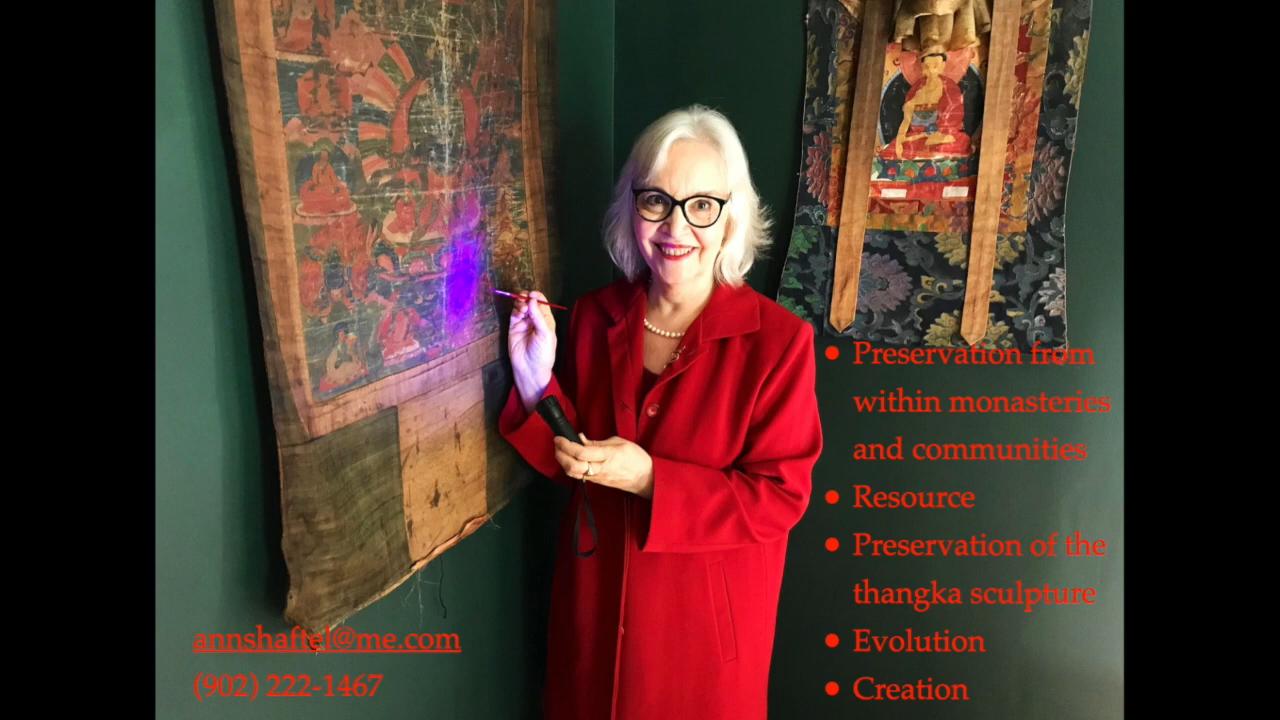 ● Preservation from
within monasteries
and communities
● Resource
● Preservation of the
thangka sculpture
● Evolution
● Creation
annshaftel@me.com
(902) 222-1467